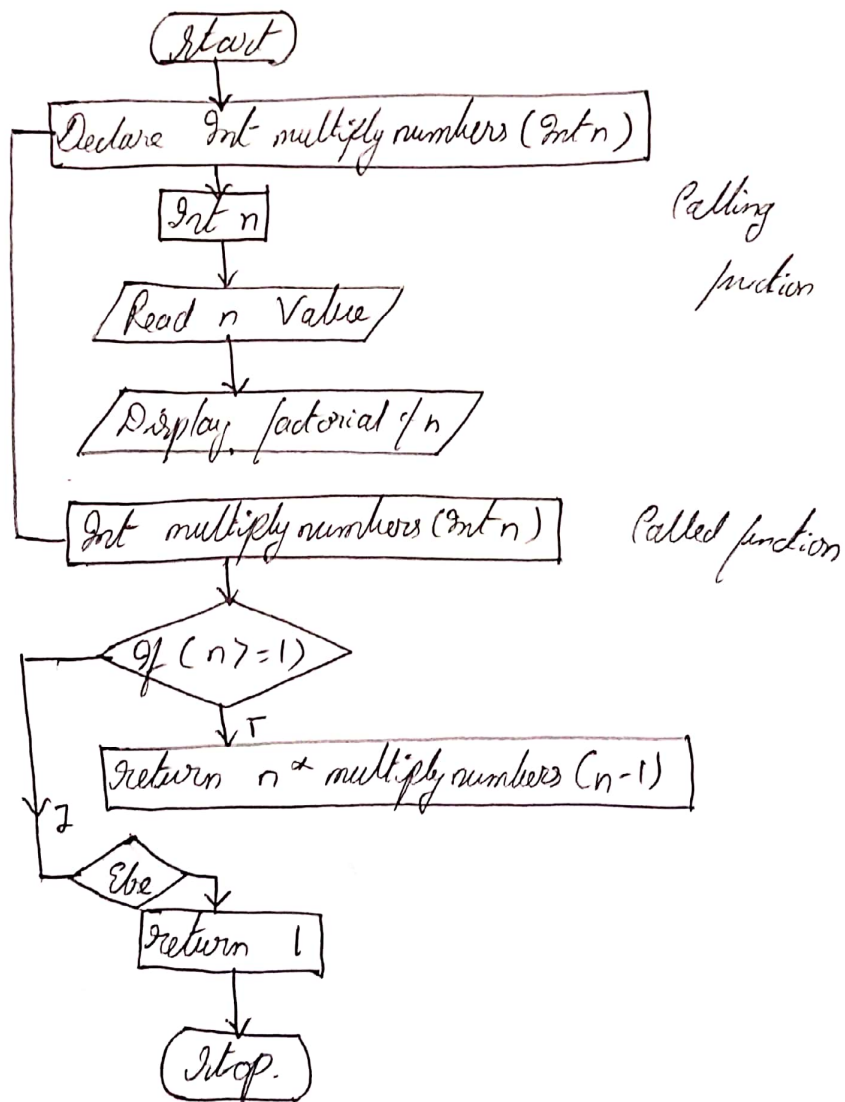 Start
Declare Int multiply numbers (Int n)
Int n
Calling
function
Read n Value
Display factorial of n
Int multiply numbers (Int n)
Called function
If (n>=1)
T
return n * multiply numbers (n-1)
F
Else
return 1
Stop.